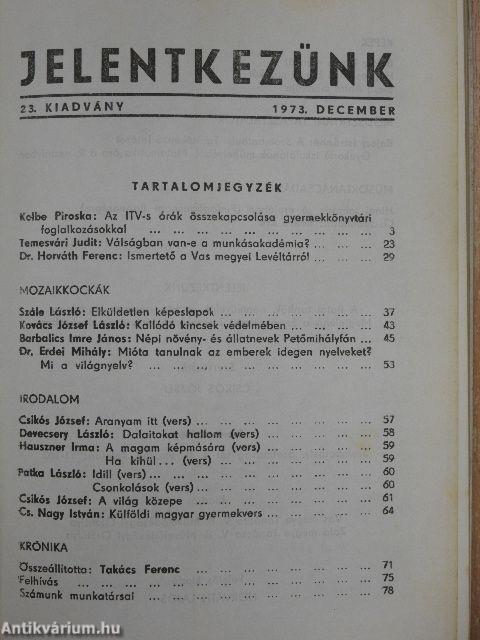 JELENTKEZÜNK
23. KIADVÁNY 1973. DECEMBER
TARTALOMJEGYZÉK
Kolbe Piroska: Az ITV-s órák összekapcsolása gyermekkönyvtári
foglalkozásokkal ... 3
Temesvári Judit: Válságban van-e a munkásakadémia? ... 23
Dr. Horváth Ferenc: Ismertető a Vas megyei Levéltárról ... 29
MOZAIKKOCKÁK
Szále László: Elküldetlen képeslapok ... 37
Kovács József László: Kallódó kincsek védelmében ... 43
Barbalics Imre János: Népi növény- és állatnevek Petőmihályfán ... 45
Dr. Erdei Mihály: Mióta tanulnak az emberek idegen nyelveket?
Mi a világnyelv? ... 53
IRODALOM
Csikós József: Aranyam itt (vers) ... 57
Devecsery László: Dalaitokat hallom (vers) ... 58
Hauszner Irma: A magam képmására (vers) ... 59
Ha kihül... (vers) ... 59
Patka László: Idill (vers) ... 60
Csonkolások (vers) ... 60
Csikós József: A világ közepe ... 61
Cs. Nagy István: Külföldi magyar gyermekvers ... 64
KRÓNIKA
Összeállította: Takács Ferenc ... 71
Felhívás ... 75
Számunk munkatársai ... 78
Antikvárium.hu